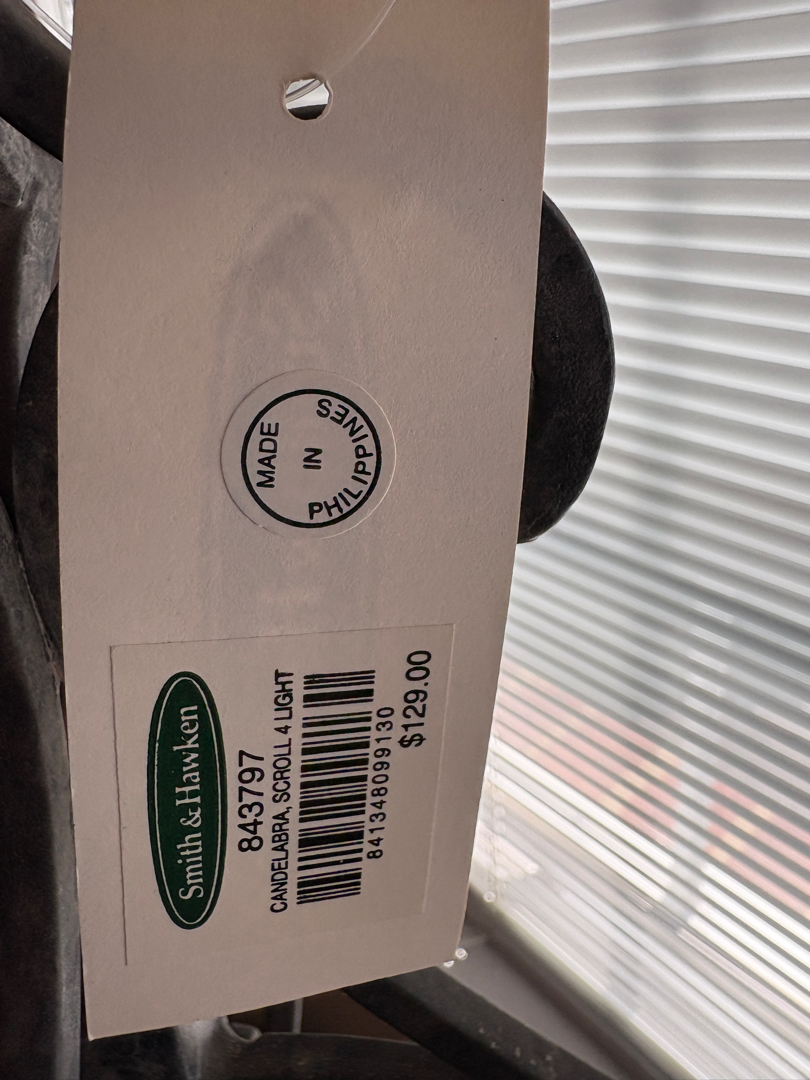 MADE
IN
PHILIPPINES
Smith & Hawken
843797
CANDELABRA, SCROLL 4 LIGHT
841348099130
$129.00